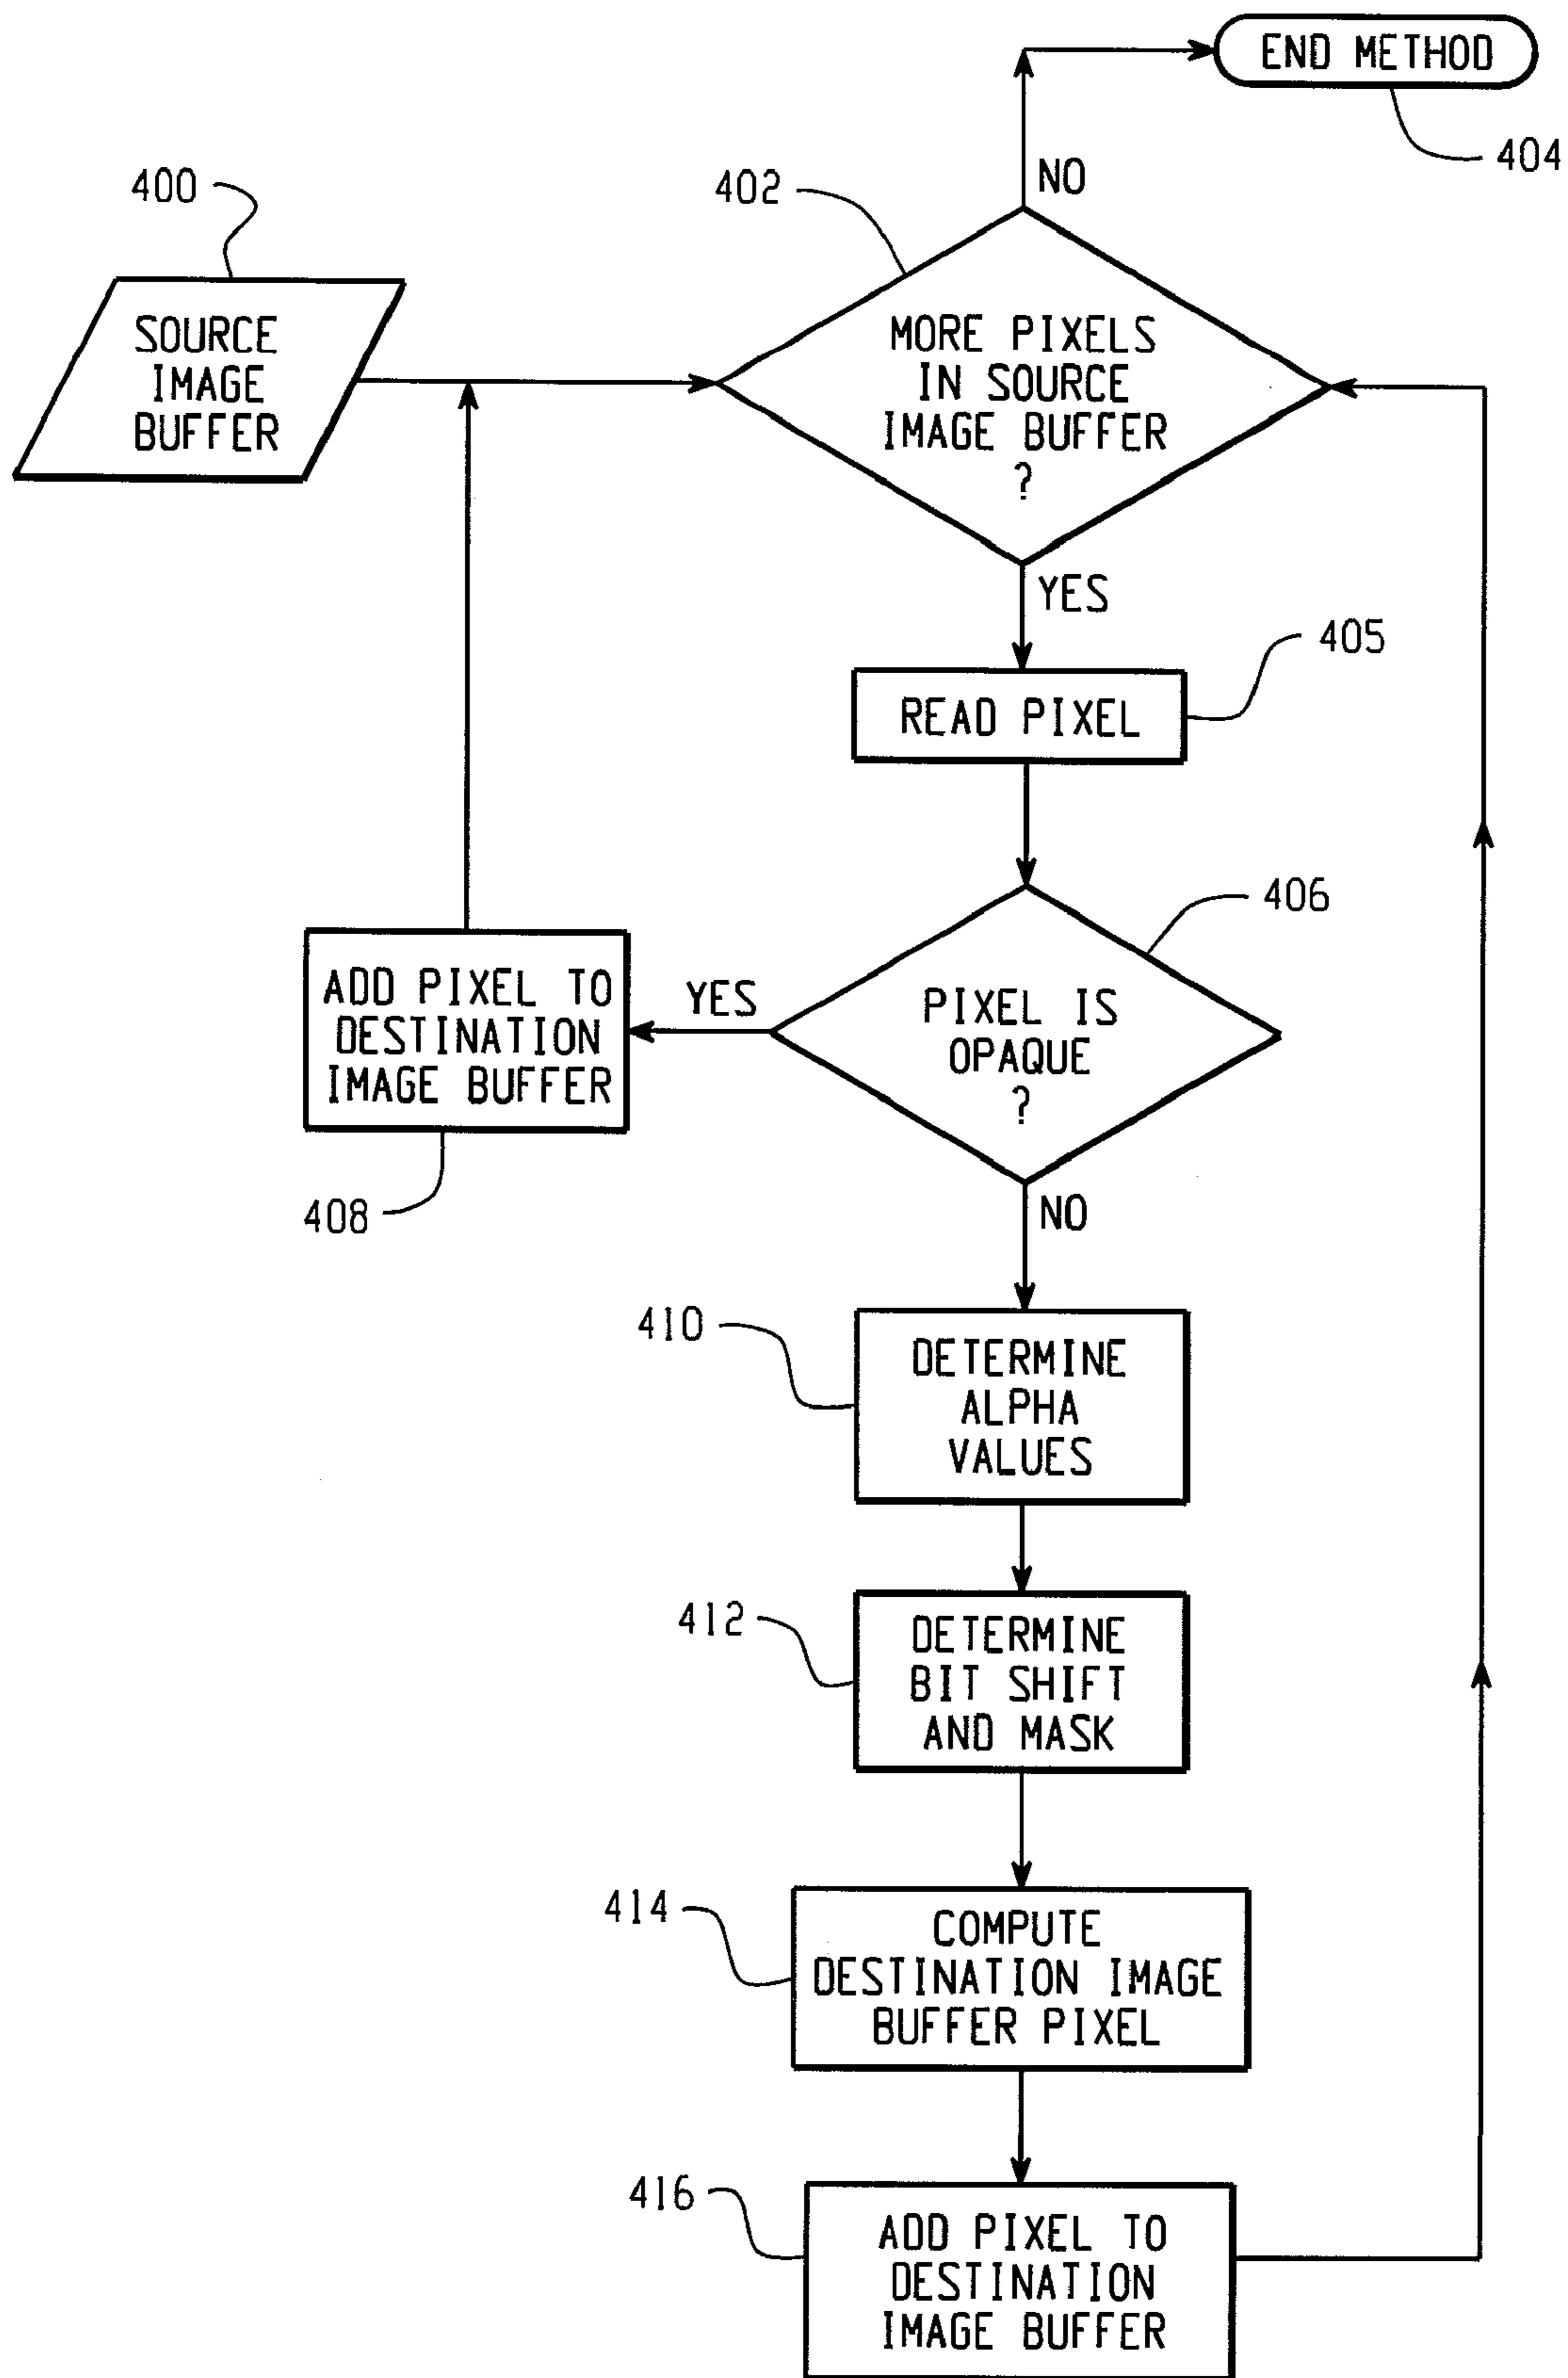 END METHOD
404
NO
402
400
SOURCE
IMAGE
BUFFER
MORE PIXELS
IN SOURCE
IMAGE BUFFER
?
YES
405
READ PIXEL
406
PIXEL IS
OPAQUE
?
YES
ADD PIXEL TO
DESTINATION
IMAGE BUFFER
408
NO
410
DETERMINE
ALPHA
VALUES
412
DETERMINE
BIT SHIFT
AND MASK
414
COMPUTE
DESTINATION IMAGE
BUFFER PIXEL
416
ADD PIXEL TO
DESTINATION
IMAGE BUFFER